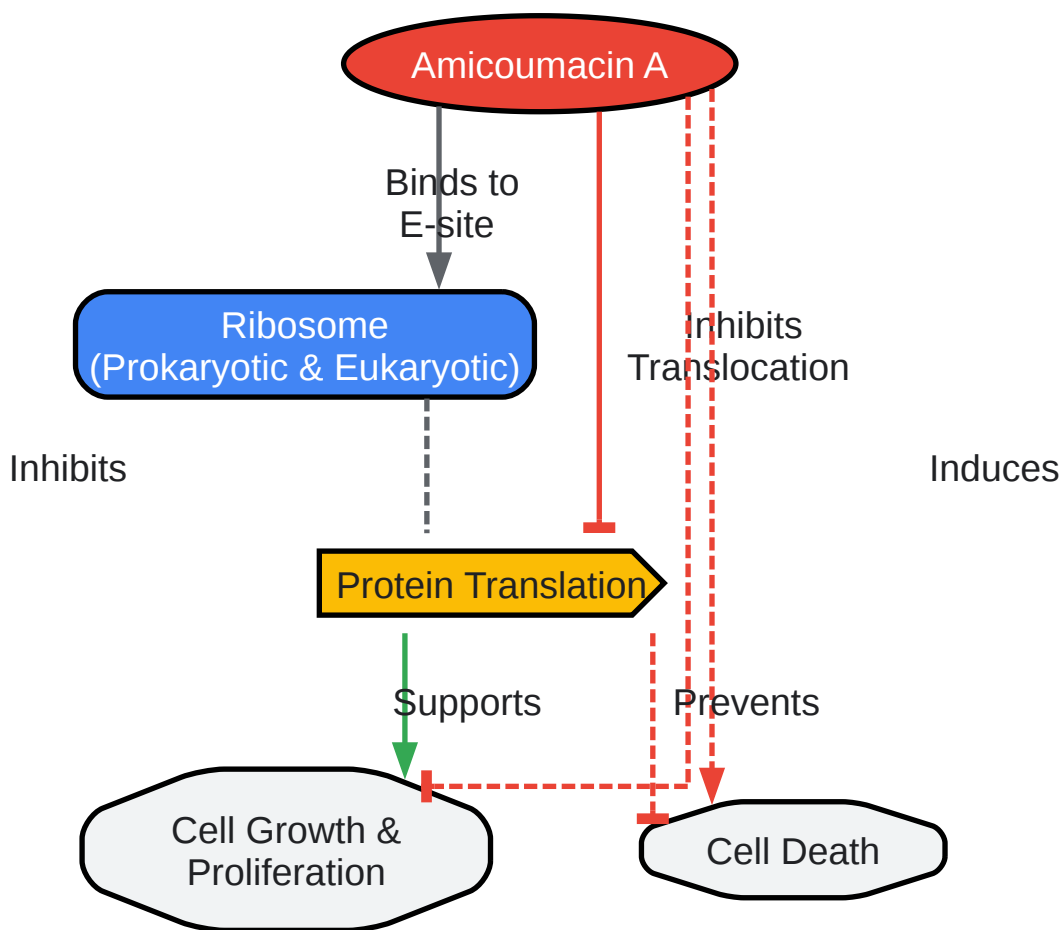 Amicoumacin A
Binds to
E-site
Ribosome
(Prokaryotic & Eukaryotic)
Inhibits
Translocation
Inhibits
Induces
Protein Translation
Supports
Prevents
Cell Growth &
Proliferation
Cell Death